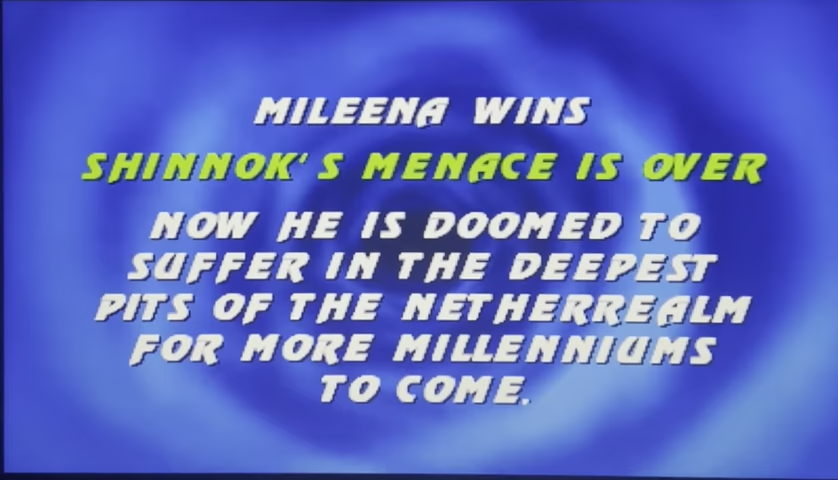 MILEENA WINS
SHINNOK'S MENACE IS OVER
NOW HE IS DOOMED TO
SUFFER IN THE DEEPEST
PITS OF THE NETHERREALM
FOR MORE MILLENNIUMS
TO COME.